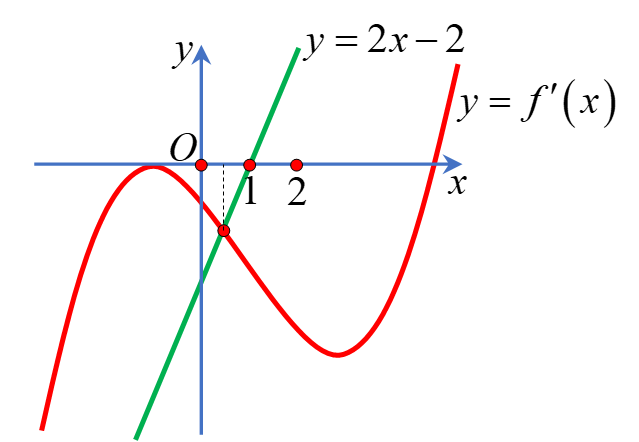 y
y = 2x − 2
y = f′(x)
O
1
2
x